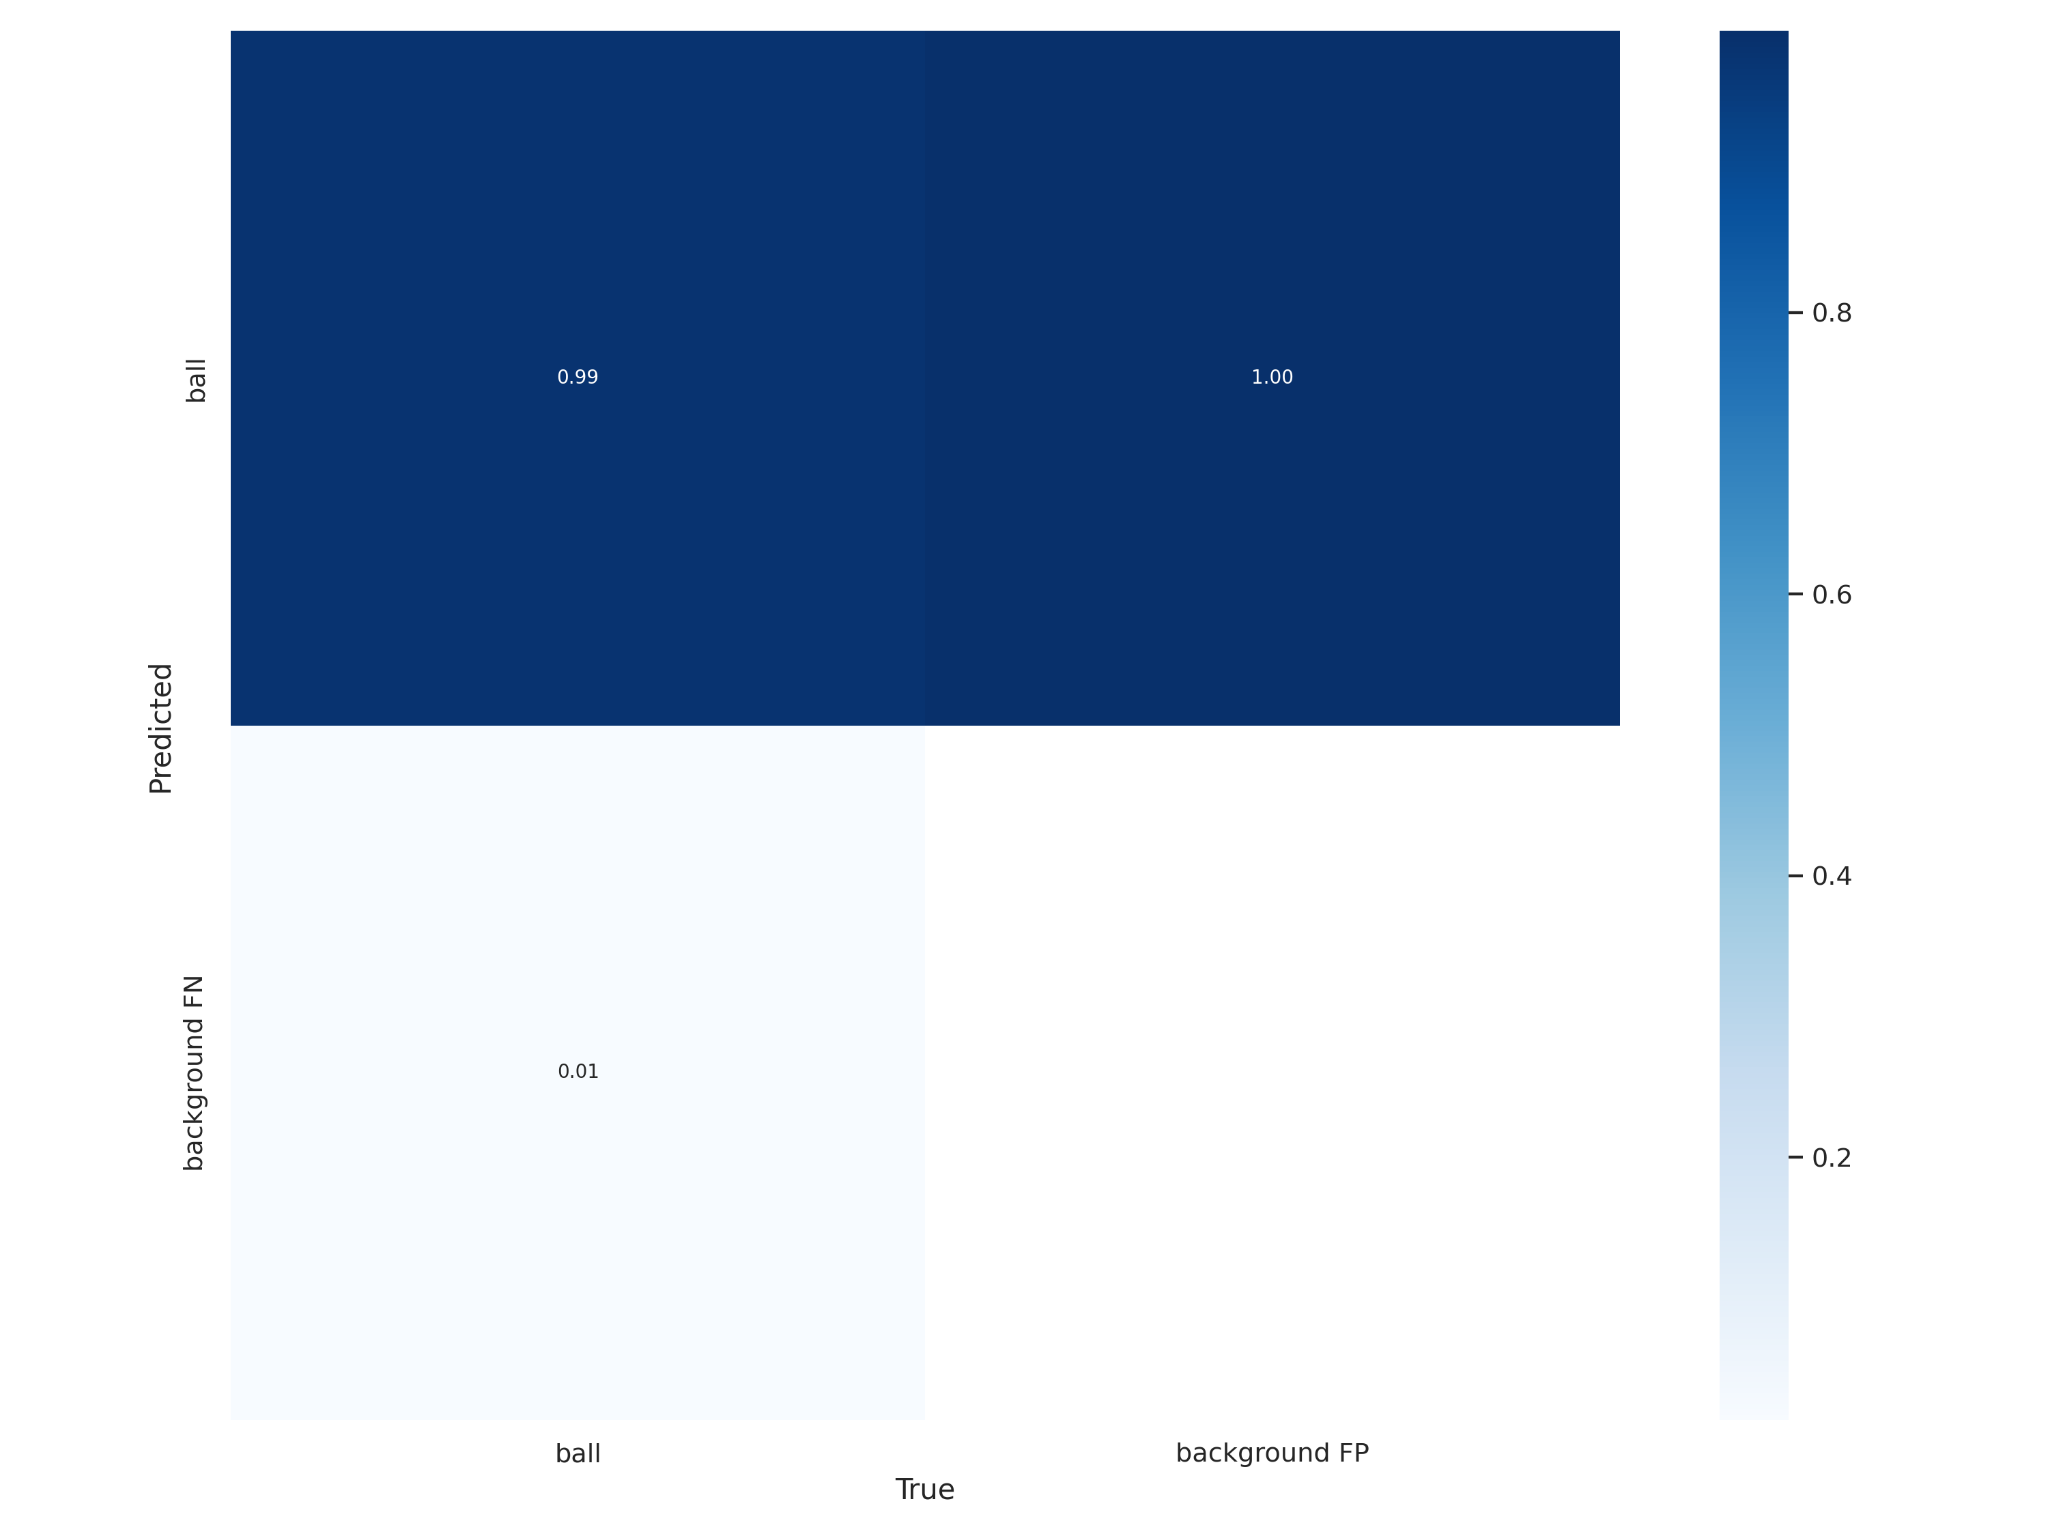 ball
0.99
1.00
Predicted
background FN
0.01
ball
background FP
True
0.8
0.6
0.4
0.2